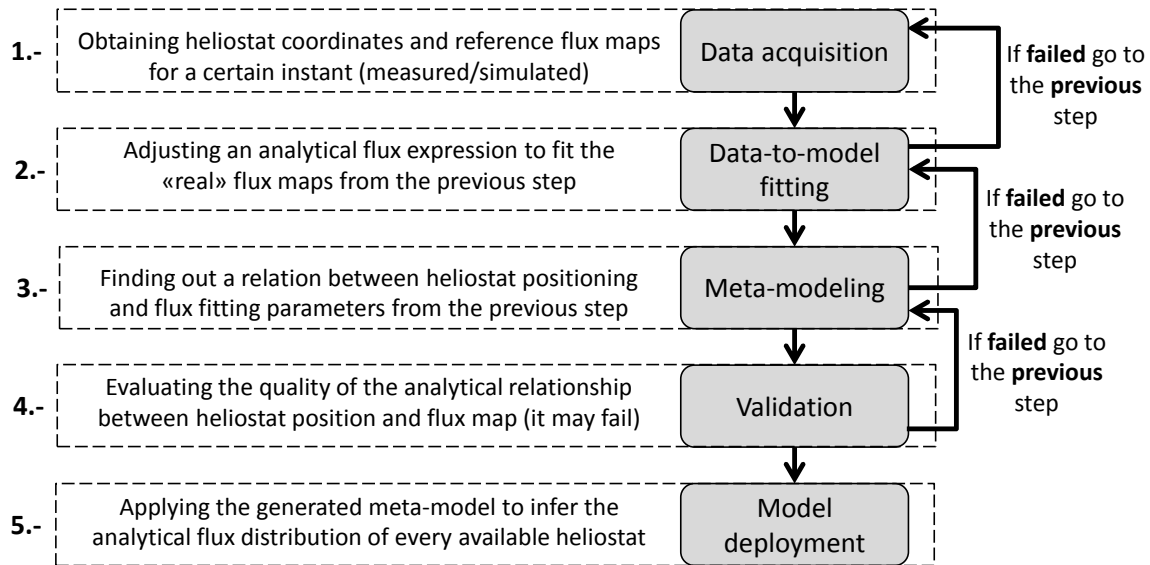 1.-
Obtaining heliostat coordinates and reference flux maps
for a certain instant (measured/simulated)
Data acquisition
If failed go to
the previous
step
2.-
Adjusting an analytical flux expression to fit the
«real» flux maps from the previous step
Data-to-model
fitting
If failed go to
the previous
step
3.-
Finding out a relation between heliostat positioning
and flux fitting parameters from the previous step
Meta-modeling
If failed go to
the previous
step
4.-
Evaluating the quality of the analytical relationship
between heliostat position and flux map (it may fail)
Validation
5.-
Applying the generated meta-model to infer the
analytical flux distribution of every available heliostat
Model
deployment